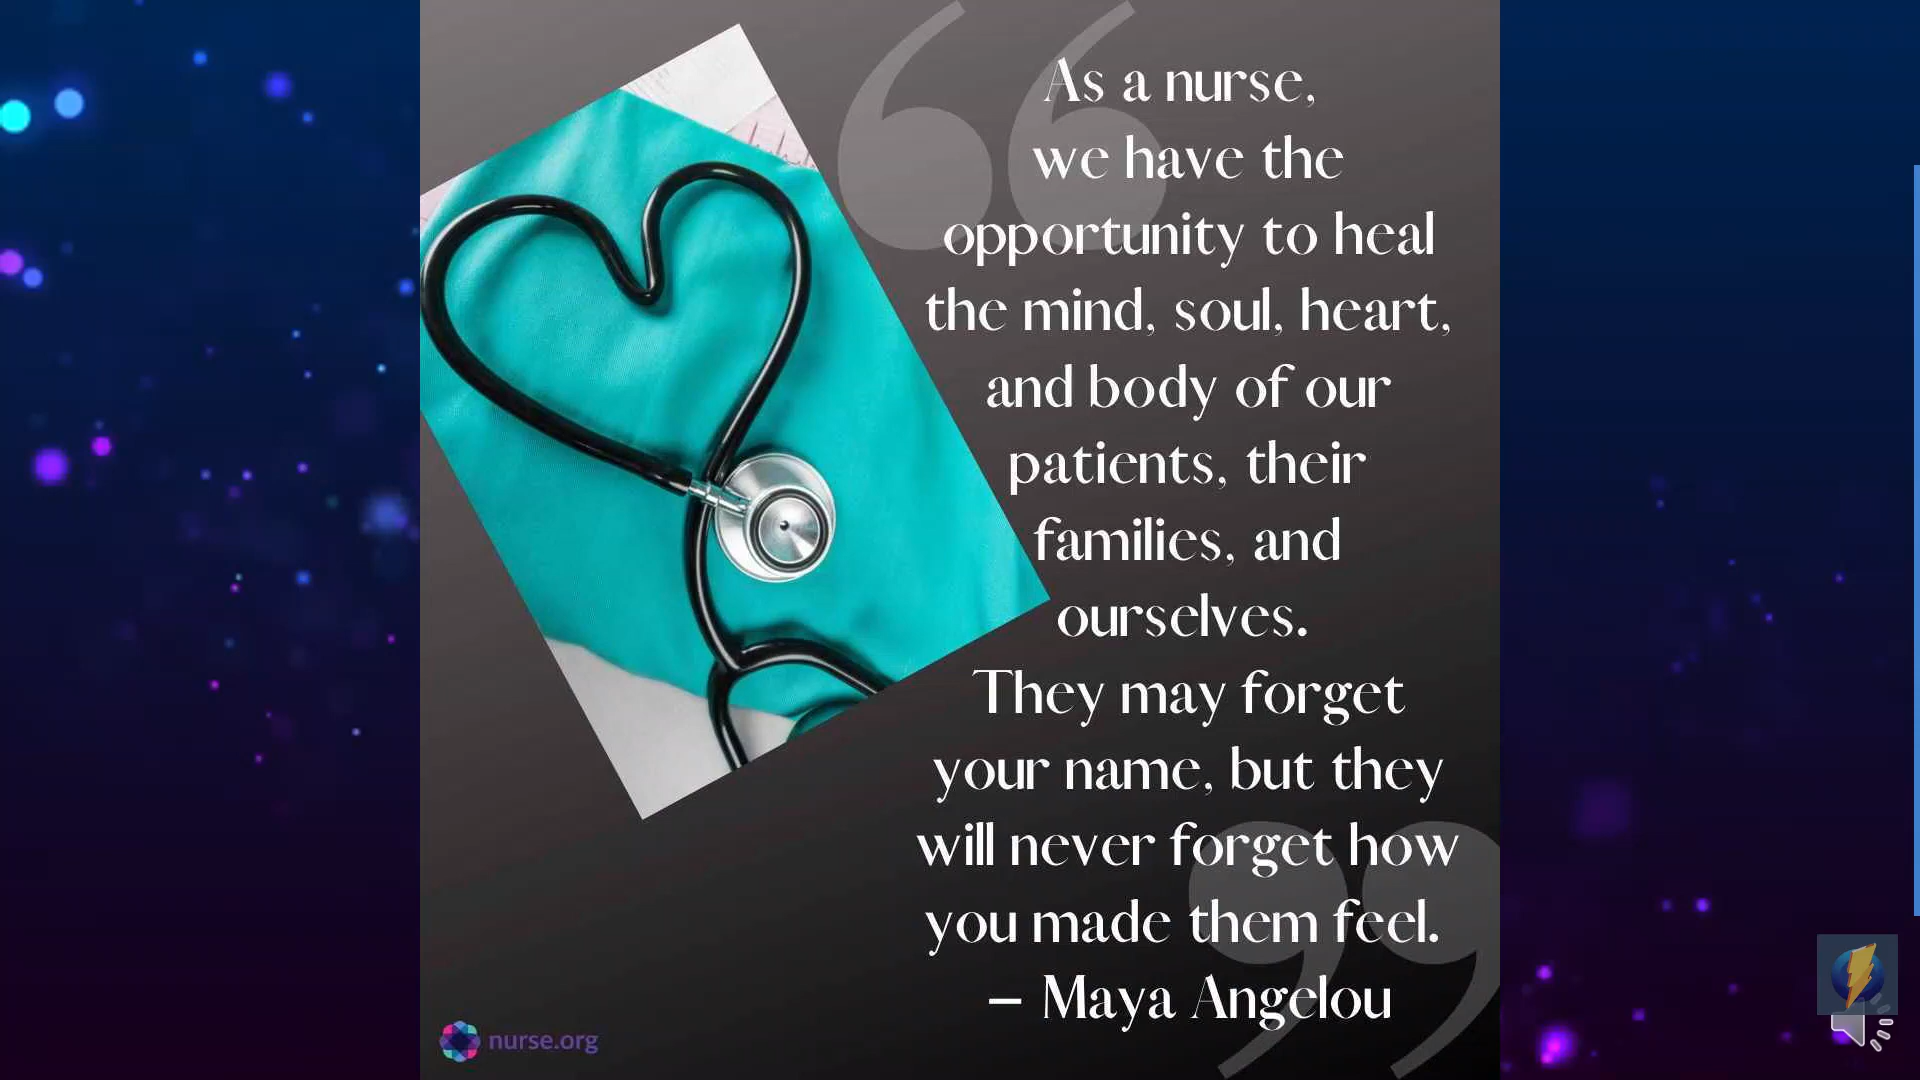 As a nurse,
we have the
opportunity to heal
the mind, soul, heart,
and body of our
patients, their
families, and
ourselves.
They may forget
your name, but they
will never forget how
you made them feel.
– Maya Angelou
nurse.org